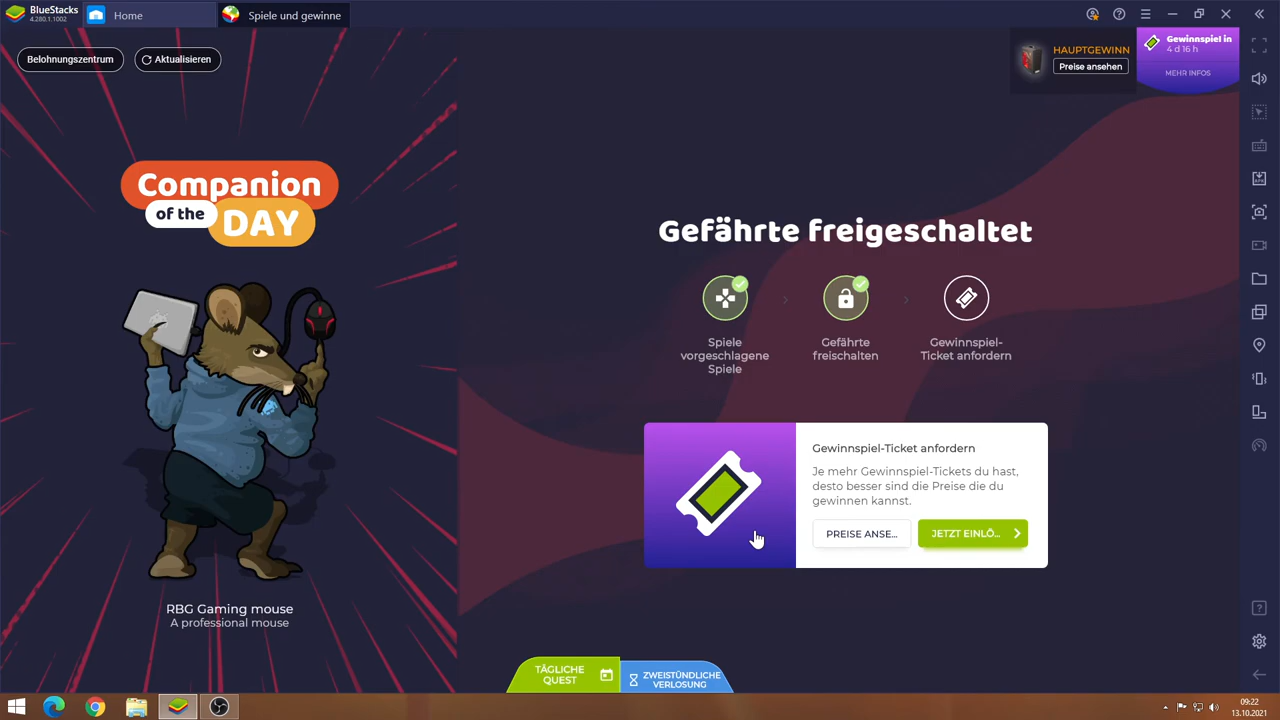 BlueStacks
4.280.1.1002
Home
Spiele und gewinne
Belohnungszentrum
Aktualisieren
HAUPTGEWINN
Preise ansehen
Gewinnspiel in
4 d 16 h
MEHR INFOS
Companion
of the
DAY
RBG Gaming mouse
A professional mouse
Gefährte freigeschaltet
Spiele
vorgeschlagene
Spiele
Gefährte
freischalten
Gewinnspiel-
Ticket anfordern
Gewinnspiel-Ticket anfordern
Je mehr Gewinnspiel-Tickets du hast,
desto besser sind die Preise die du
gewinnen kannst.
PREISE ANSE...
JETZT EINLÖ...
TÄGLICHE
QUEST
ZWEISTÜNDLICHE
VERLOSUNG
09:22
13.10.2021